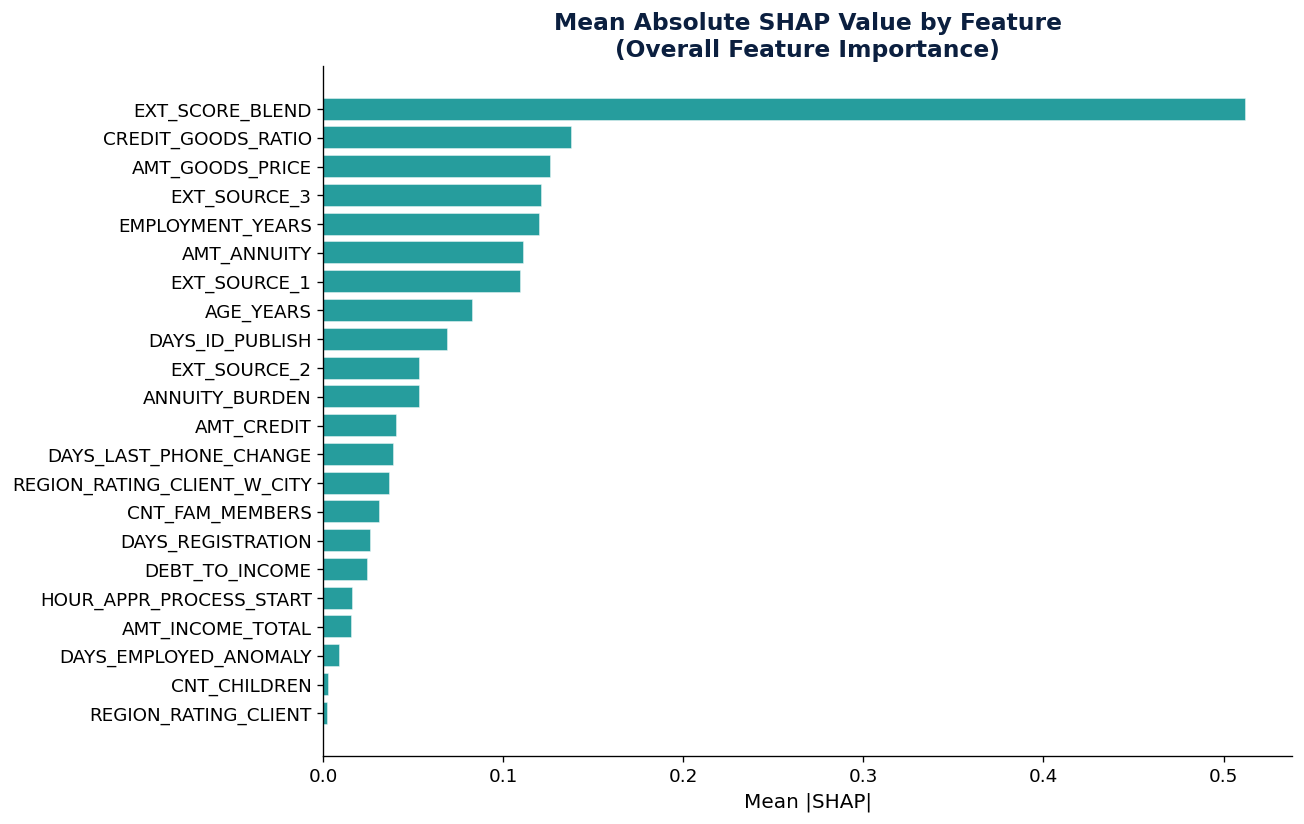 Mean Absolute SHAP Value by Feature
(Overall Feature Importance)
EXT_SCORE_BLEND
CREDIT_GOODS_RATIO
AMT_GOODS_PRICE
EXT_SOURCE_3
EMPLOYMENT_YEARS
AMT_ANNUITY
EXT_SOURCE_1
AGE_YEARS
DAYS_ID_PUBLISH
EXT_SOURCE_2
ANNUITY_BURDEN
AMT_CREDIT
DAYS_LAST_PHONE_CHANGE
REGION_RATING_CLIENT_W_CITY
CNT_FAM_MEMBERS
DAYS_REGISTRATION
DEBT_TO_INCOME
HOUR_APPR_PROCESS_START
AMT_INCOME_TOTAL
DAYS_EMPLOYED_ANOMALY
CNT_CHILDREN
REGION_RATING_CLIENT
0.0 0.1 0.2 0.3 0.4 0.5
Mean |SHAP|